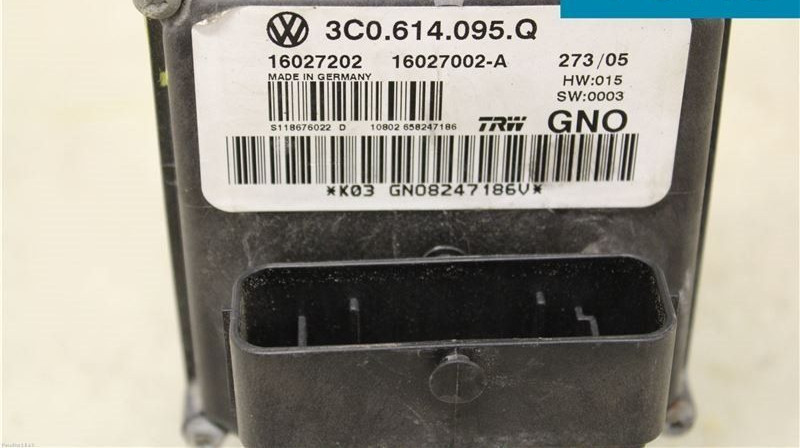 3C0.614.095.Q
16027202 16027002-A 273/05
MADE IN GERMANY HW:015
SW:0003
S118676022 D 10802 658247186 TRW GNO
*K03 GNO8247186V*